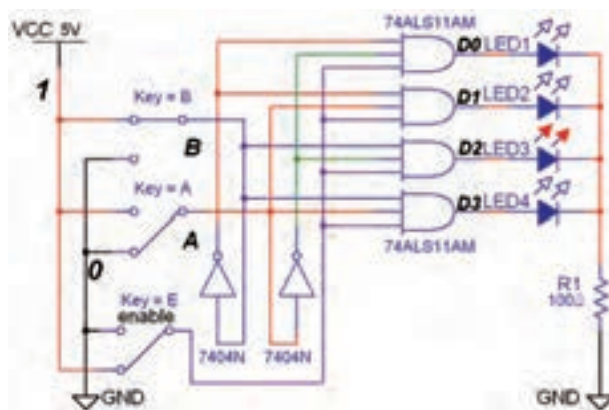 VCC 5V
74ALS11AM
1
Key = B
D0 LED1
D1 LED2
B
D2 LED3
Key = A
D3 LED4
A
74ALS11AM
0
Key = E
enable
R1
100Ω
7404N
7404N
GND
GND